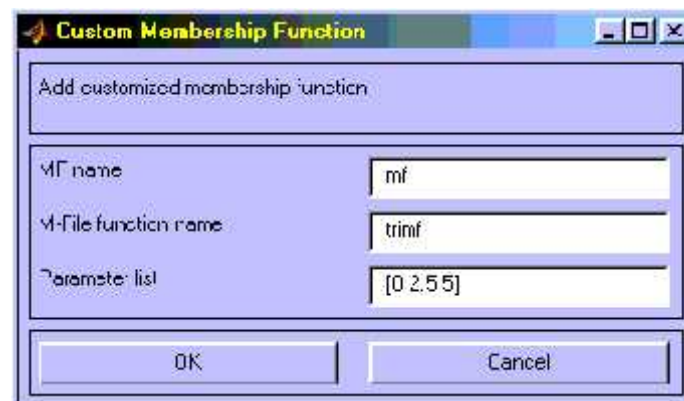 Custom Membership Function
Add customized membership function
MF name
mf
M-File function name
trimf
Parameter list
[0 2.5 5]
OK
Cancel